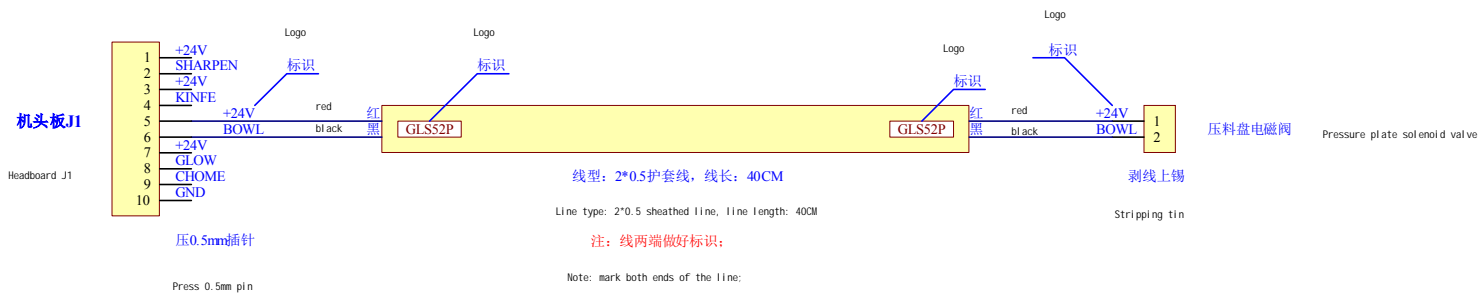 Logo
Logo
Logo
Logo
标识
标识
标识
标识
机头板J1
Headboard J1
1
2
3
4
5
6
7
8
9
10
+24V
SHARPEN
+24V
KINFE
+24V
BOWL
+24V
GLOW
CHOME
GND
red
black
红
黑
GLS52P
GLS52P
红
黑
red
black
+24V
BOWL
1
2
压料盘电磁阀
Pressure plate solenoid valve
线型：2*0.5护套线，线长：40CM
Line type: 2*0.5 sheathed line, line length: 40CM
剥线上锡
Stripping tin
压0.5mm插针
Press 0.5mm pin
注：线两端做好标识；
Note: mark both ends of the line;